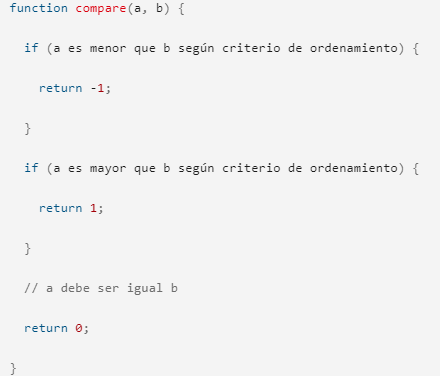 function compare(a, b) {
if (a es menor que b según criterio de ordenamiento) {
return -1;
}
if (a es mayor que b según criterio de ordenamiento) {
return 1;
}
// a debe ser igual b
return 0;
}